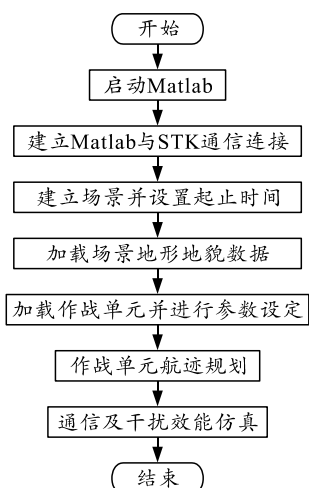 开始
启动Matlab
建立Matlab与STK通信连接
建立场景并设置起止时间
加载场景地形地貌数据
加载作战单元并进行参数设定
作战单元航迹规划
通信及干扰效能仿真
结束